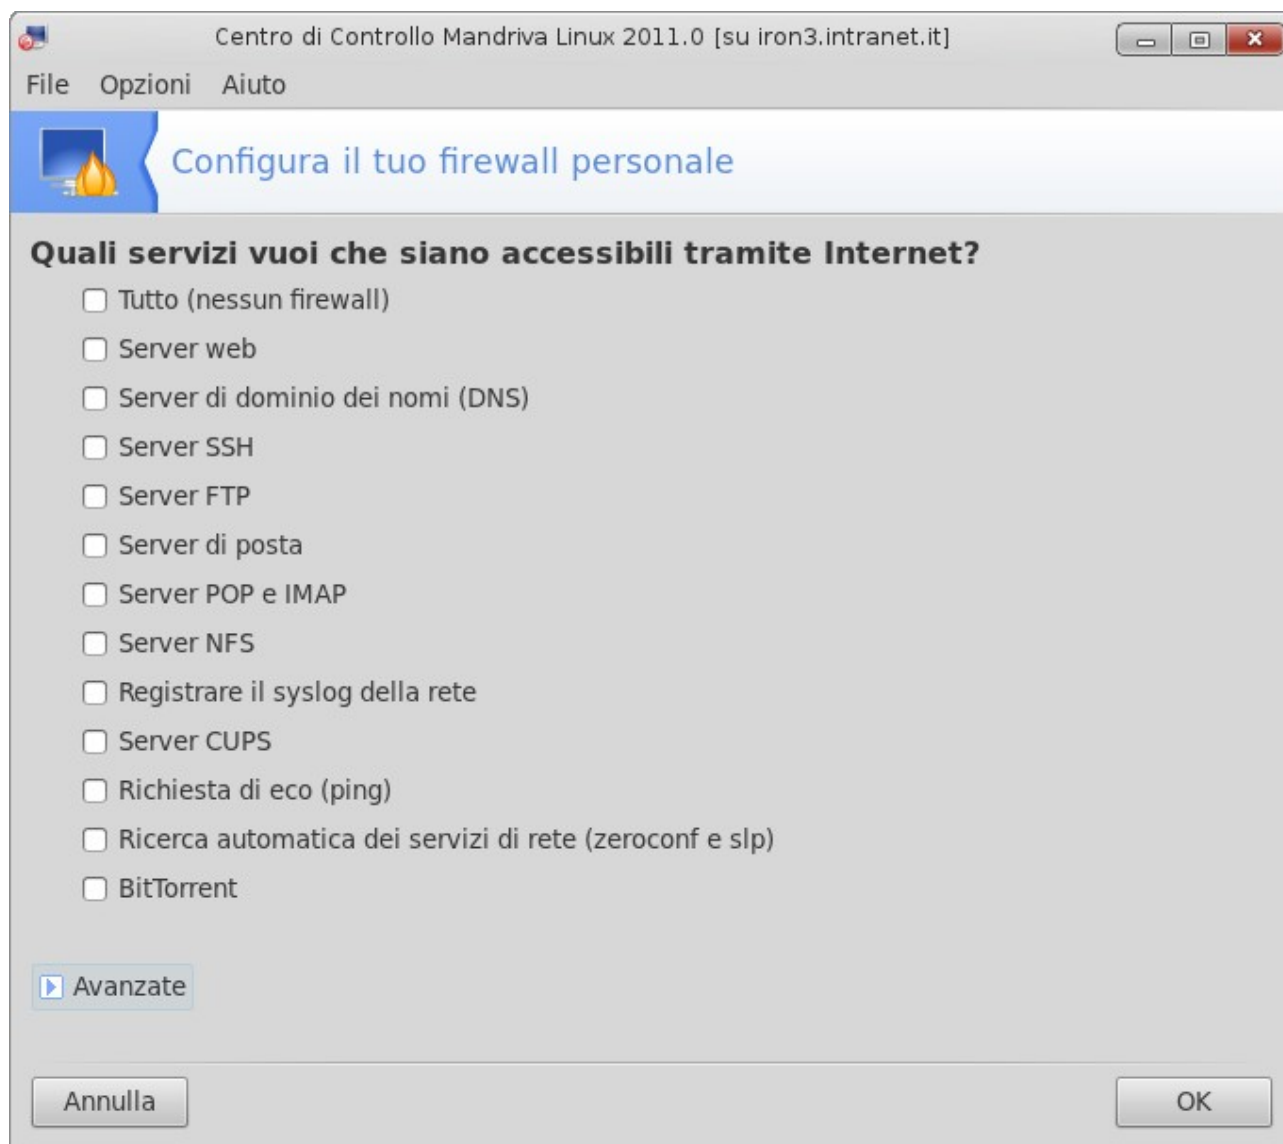 Centro di Controllo Mandriva Linux 2011.0 [su iron3.intranet.it]
File Opzioni Aiuto
Configura il tuo firewall personale
Quali servizi vuoi che siano accessibili tramite Internet?
Tutto (nessun firewall)
Server web
Server di dominio dei nomi (DNS)
Server SSH
Server FTP
Server di posta
Server POP e IMAP
Server NFS
Registrare il syslog della rete
Server CUPS
Richiesta di eco (ping)
Ricerca automatica dei servizi di rete (zeroconf e slp)
BitTorrent
Avanzate
Annulla OK